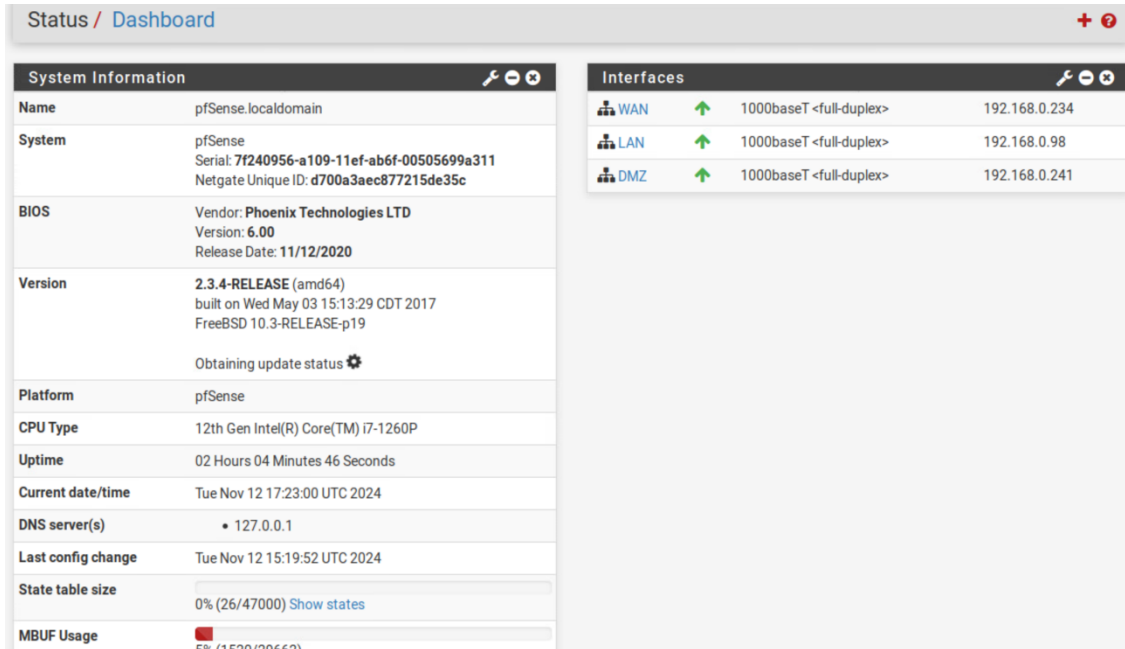 Status / Dashboard
System Information
Name pfSense.localdomain
System pfSense
Serial: 7f240956-a109-11ef-ab6f-00505699a311
Netgate Unique ID: d700a3aec877215de35c
BIOS Vendor: Phoenix Technologies LTD
Version: 6.00
Release Date: 11/12/2020
Version 2.3.4-RELEASE (amd64)
built on Wed May 03 15:13:29 CDT 2017
FreeBSD 10.3-RELEASE-p19
Obtaining update status
Platform pfSense
CPU Type 12th Gen Intel(R) Core(TM) i7-1260P
Uptime 02 Hours 04 Minutes 46 Seconds
Current date/time Tue Nov 12 17:23:00 UTC 2024
DNS server(s) • 127.0.0.1
Last config change Tue Nov 12 15:19:52 UTC 2024
State table size
0% (26/47000) Show states
MBUF Usage
5%
Interfaces
WAN 1000baseT <full-duplex> 192.168.0.234
LAN 1000baseT <full-duplex> 192.168.0.98
DMZ 1000baseT <full-duplex> 192.168.0.241